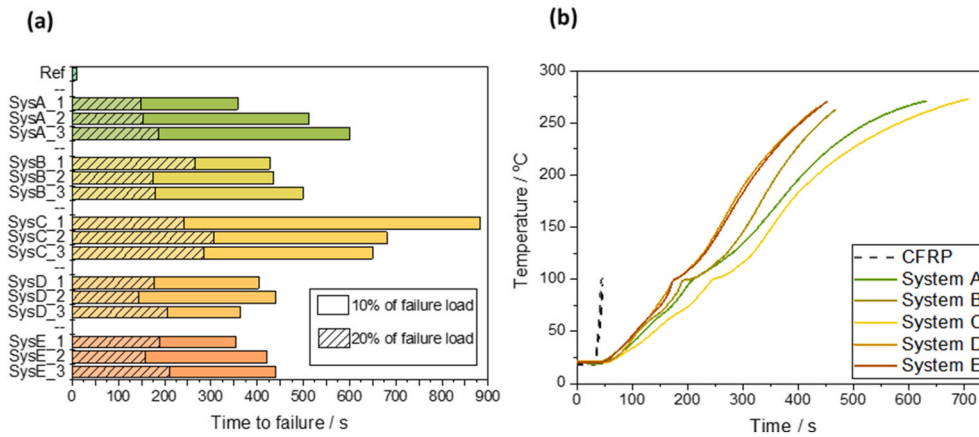 (a)
Ref
--
SysA_1
SysA_2
SysA_3
--
SysB_1
SysB_2
SysB_3
--
SysC_1
SysC_2
SysC_3
--
SysD_1
SysD_2
SysD_3
--
SysE_1
SysE_2
SysE_3
10% of failure load
20% of failure load
0 100 200 300 400 500 600 700 800 900
Time to failure / s
(b)
Temperature / ºC
300
250
200
150
100
50
0
CFRP
System A
System B
System C
System D
System E
0 100 200 300 400 500 600 700
Time / s